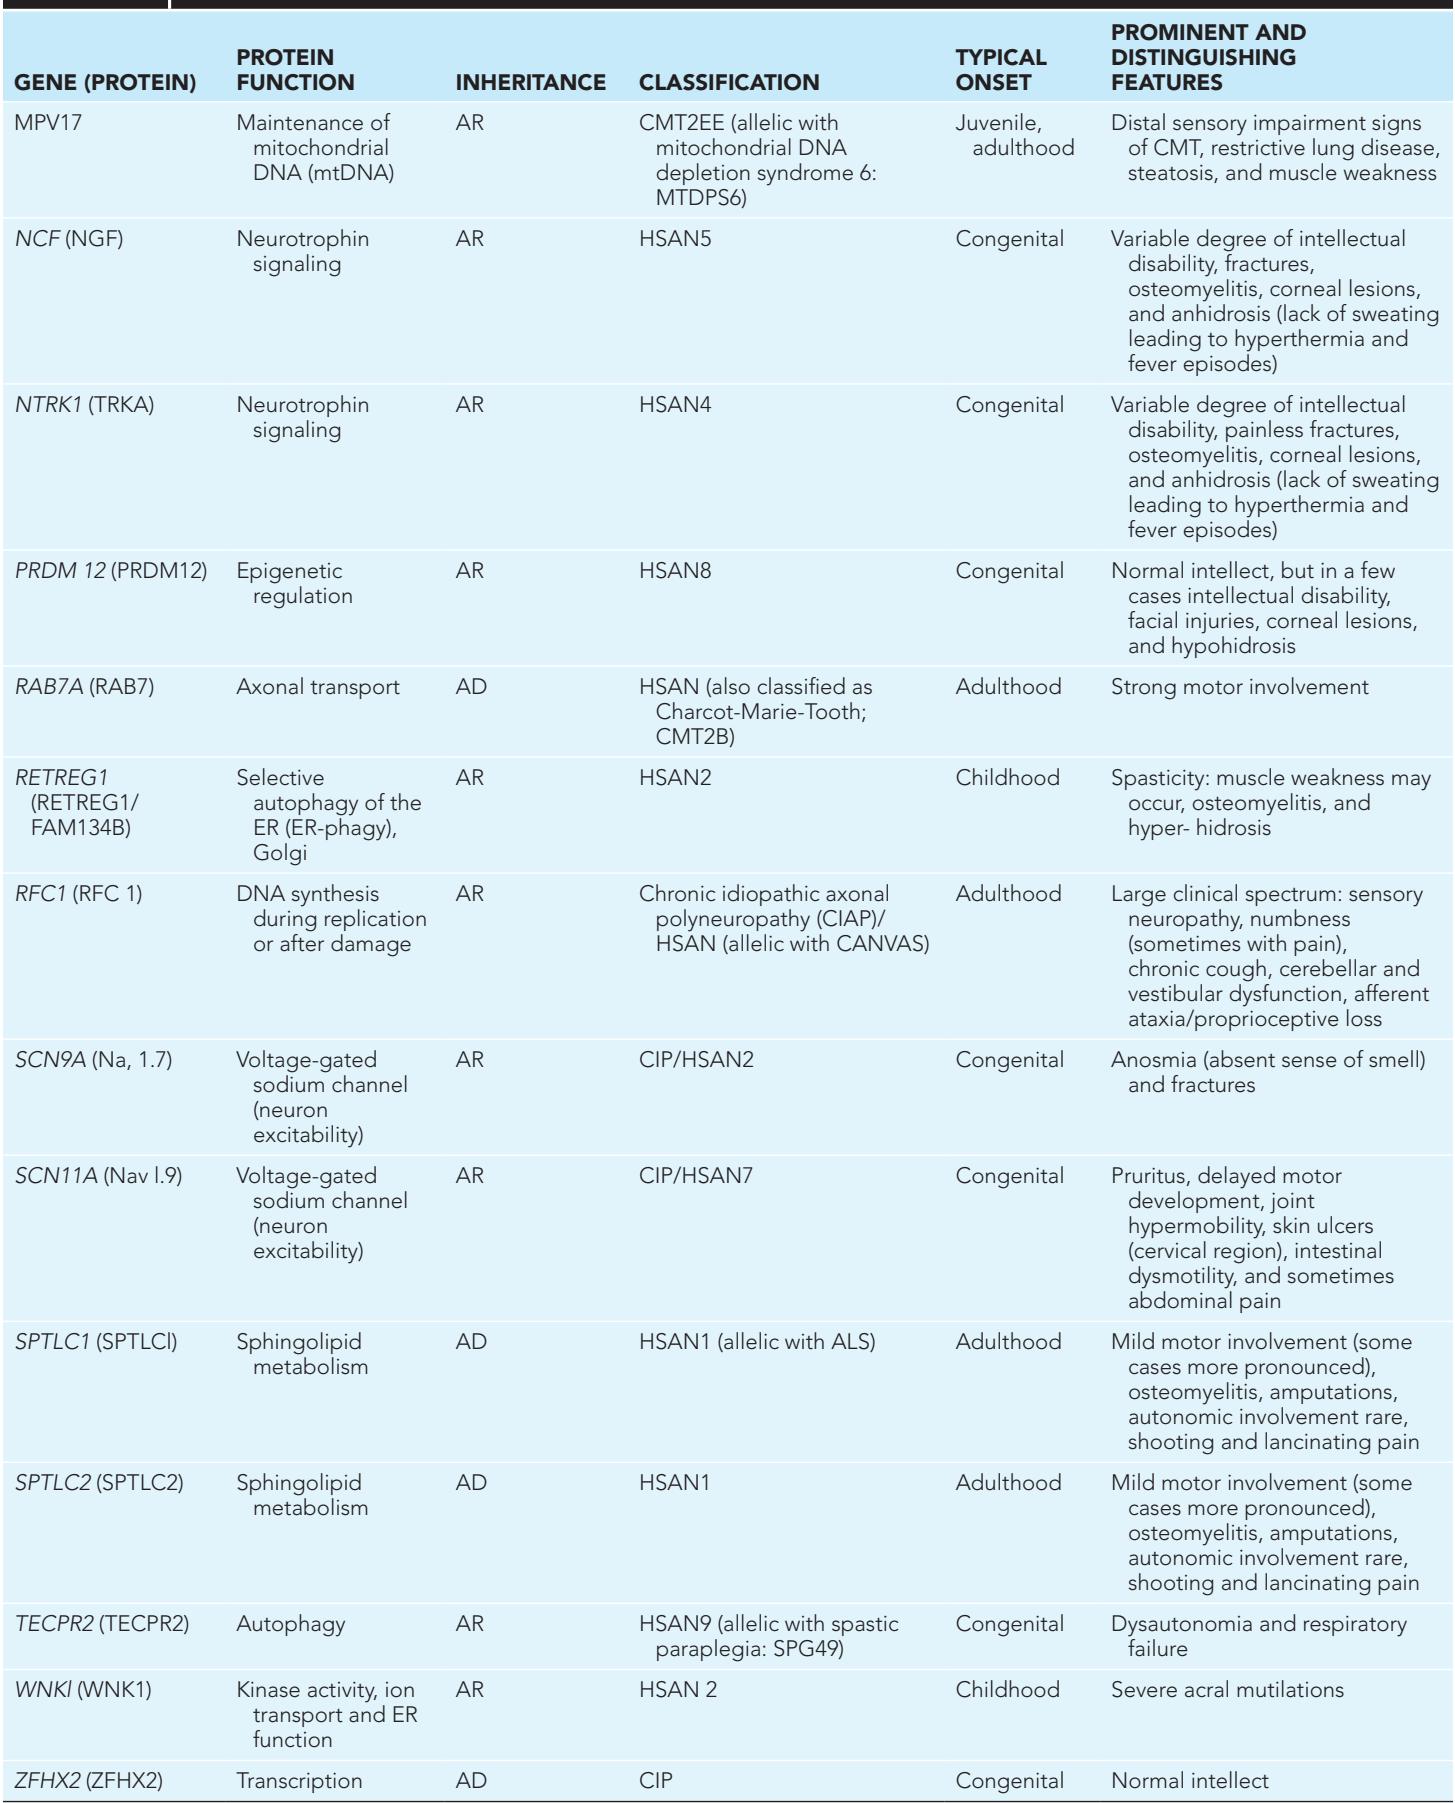 GENE (PROTEIN)
PROTEIN
FUNCTION
INHERITANCE
CLASSIFICATION
TYPICAL
ONSET
PROMINENT AND
DISTINGUISHING
FEATURES
MPV17
Maintenance of
mitochondrial
DNA (mtDNA)
AR
CMT2EE (allelic with
mitochondrial DNA
depletion syndrome 6:
MTDPS6)
Juvenile,
adulthood
Distal sensory impairment signs
of CMT, restrictive lung disease,
steatosis, and muscle weakness
NCF (NGF)
Neurotrophin
signaling
AR
HSAN5
Congenital
Variable degree of intellectual
disability, fractures,
osteomyelitis, corneal lesions,
and anhidrosis (lack of sweating
leading to hyperthermia and
fever episodes)
NTRK1 (TRKA)
Neurotrophin
signaling
AR
HSAN4
Congenital
Variable degree of intellectual
disability, painless fractures,
osteomyelitis, corneal lesions,
and anhidrosis (lack of sweating
leading to hyperthermia and
fever episodes)
PRDM 12 (PRDM12)
Epigenetic
regulation
AR
HSAN8
Congenital
Normal intellect, but in a few
cases intellectual disability,
facial injuries, corneal lesions,
and hypohidrosis
RAB7A (RAB7)
Axonal transport
AD
HSAN (also classified as
Charcot-Marie-Tooth;
CMT2B)
Adulthood
Strong motor involvement
RETREG1
(RETREG1/
FAM134B)
Selective
autophagy of the
ER (ER-phagy),
Golgi
AR
HSAN2
Childhood
Spasticity: muscle weakness may
occur, osteomyelitis, and
hyper- hidrosis
RFC1 (RFC 1)
DNA synthesis
during replication
or after damage
AR
Chronic idiopathic axonal
polyneuropathy (CIAP)/
HSAN (allelic with CANVAS)
Adulthood
Large clinical spectrum: sensory
neuropathy, numbness
(sometimes with pain),
chronic cough, cerebellar and
vestibular dysfunction, afferent
ataxia/proprioceptive loss
SCN9A (Na, 1.7)
Voltage-gated
sodium channel
(neuron
excitability)
AR
CIP/HSAN2
Congenital
Anosmia (absent sense of smell)
and fractures
SCN11A (Nav l.9)
Voltage-gated
sodium channel
(neuron
excitability)
AR
CIP/HSAN7
Congenital
Pruritus, delayed motor
development, joint
hypermobility, skin ulcers
(cervical region), intestinal
dysmotility, and sometimes
abdominal pain
SPTLC1 (SPTLCl)
Sphingolipid
metabolism
AD
HSAN1 (allelic with ALS)
Adulthood
Mild motor involvement (some
cases more pronounced),
osteomyelitis, amputations,
autonomic involvement rare,
shooting and lancinating pain
SPTLC2 (SPTLC2)
Sphingolipid
metabolism
AD
HSAN1
Adulthood
Mild motor involvement (some
cases more pronounced),
osteomyelitis, amputations,
autonomic involvement rare,
shooting and lancinating pain
TECPR2 (TECPR2)
Autophagy
AR
HSAN9 (allelic with spastic
paraplegia: SPG49)
Congenital
Dysautonomia and respiratory
failure
WNKl (WNK1)
Kinase activity, ion
transport and ER
function
AR
HSAN 2
Childhood
Severe acral mutilations
ZFHX2 (ZFHX2)
Transcription
AD
CIP
Congenital
Normal intellect